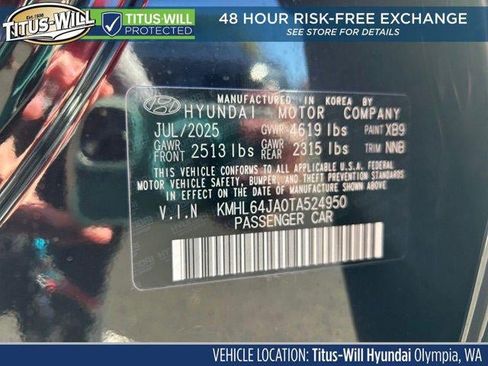 EST. 1938
TITUS-WILL
TITUS-WILL
PROTECTED
48 HOUR RISK-FREE EXCHANGE
SEE STORE FOR DETAILS
MANUFACTURED IN KOREA BY
HYUNDAI MOTOR COMPANY
JUL/2025 GVWR 4619 lbs PAINT XB9
GAWR FRONT 2513 lbs GAWR REAR 2315 lbs TRIM NNB
THIS VEHICLE CONFORMS TO ALL APPLICABLE U.S.A. FEDERAL
MOTOR VEHICLE SAFETY, BUMPER, AND THEFT PREVENTION STANDARDS
IN EFFECT ON THE DATE OF MANUFACTURE SHOWN ABOVE.
V.I.N KMHL64JA0TA524950
PASSENGER CAR
VEHICLE LOCATION: Titus-Will Hyundai Olympia, WA